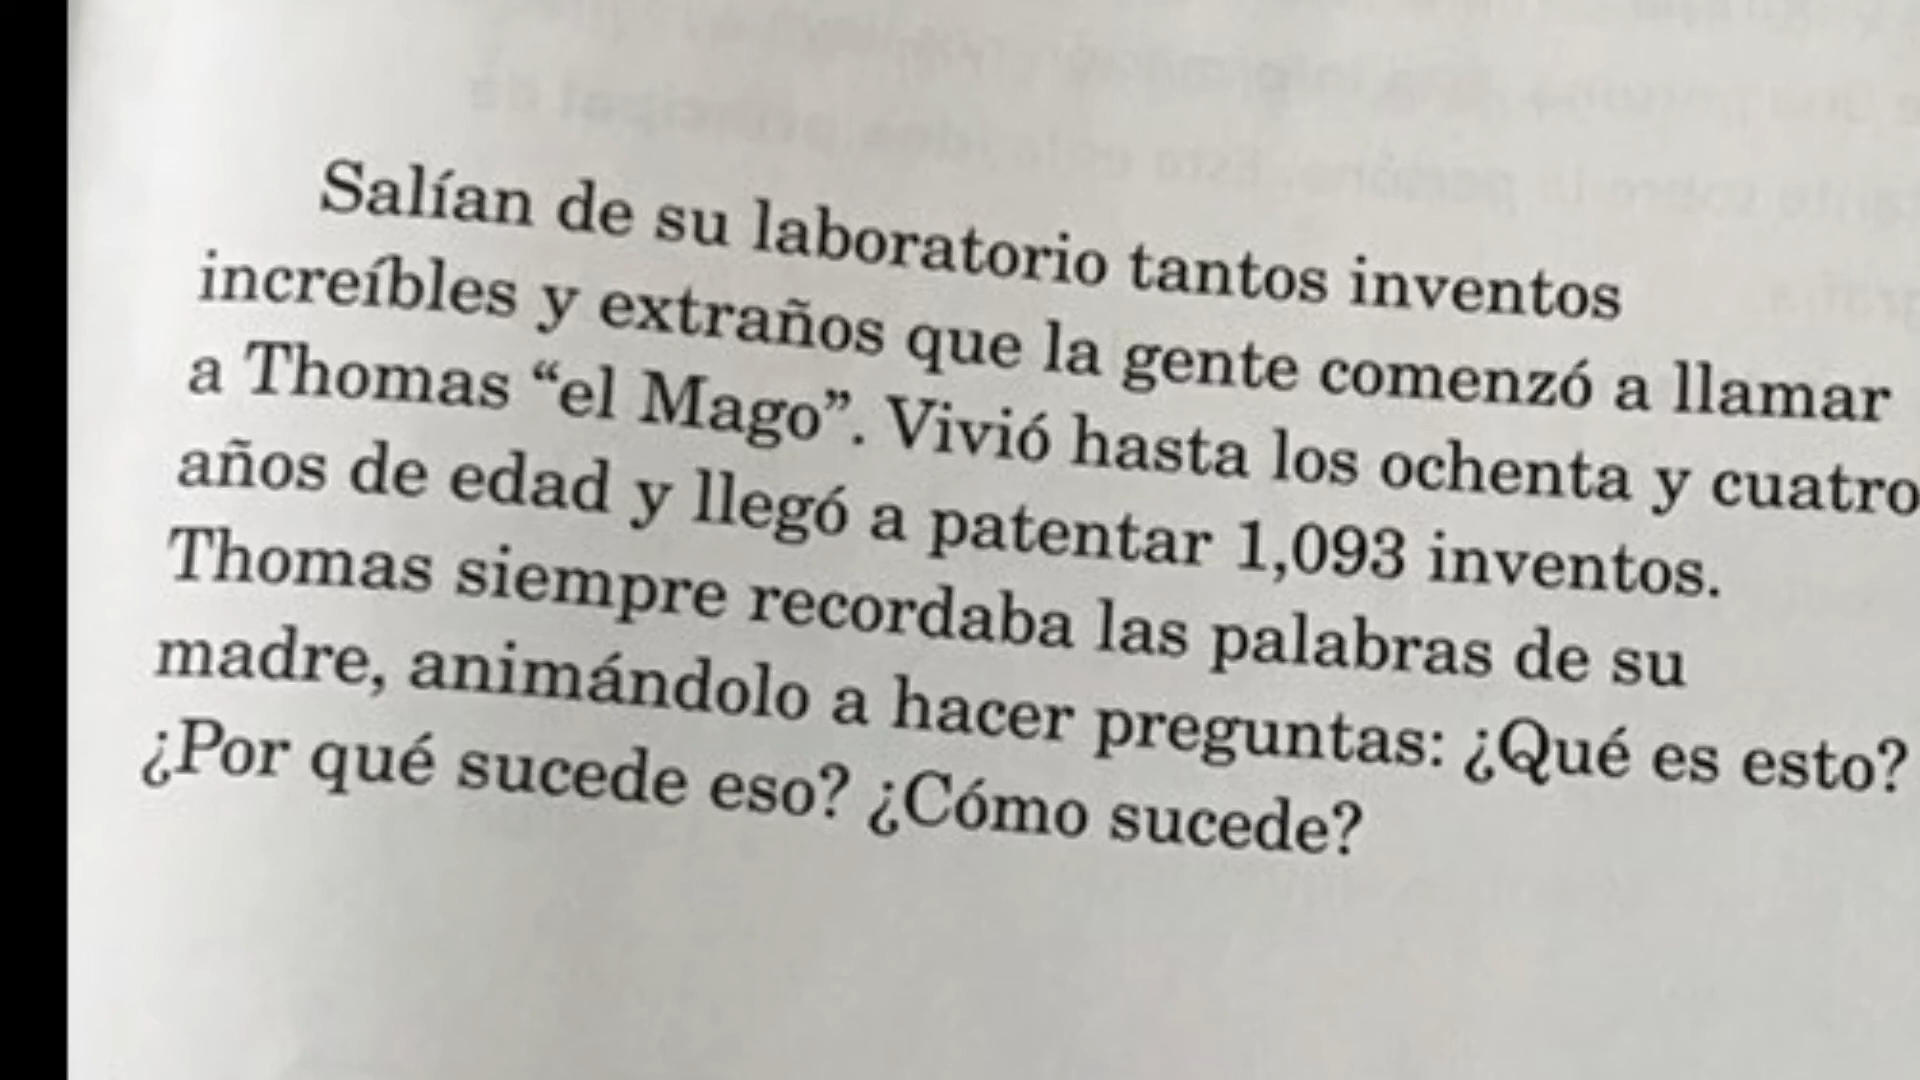 Salían de su laboratorio tantos inventos
increíbles y extraños que la gente comenzó a llamar
a Thomas “el Mago”. Vivió hasta los ochenta y cuatro
años de edad y llegó a patentar 1,093 inventos.
Thomas siempre recordaba las palabras de su
madre, animándolo a hacer preguntas: ¿Qué es esto?
¿Por qué sucede eso? ¿Cómo sucede?